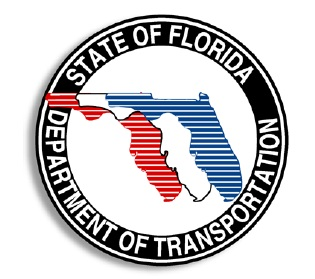 STATE OF FLORIDA
DEPARTMENT OF TRANSPORTATION